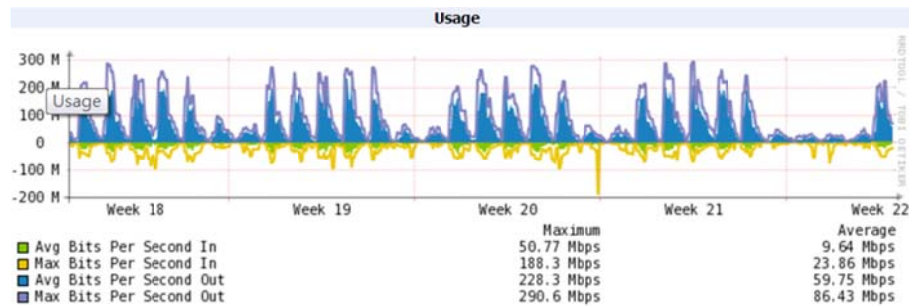 Usage
300 M
200 M
Usage
100
0
-100 M
-200 M
Week 18 Week 19 Week 20 Week 21 Week 22
Maximum Average
Avg Bits Per Second In 50.77 Mbps 9.64 Mbps
Max Bits Per Second In 188.3 Mbps 23.86 Mbps
Avg Bits Per Second Out 228.3 Mbps 59.75 Mbps
Max Bits Per Second Out 290.6 Mbps 86.43 Mbps
RRDTOOL / TOBI OETIKER